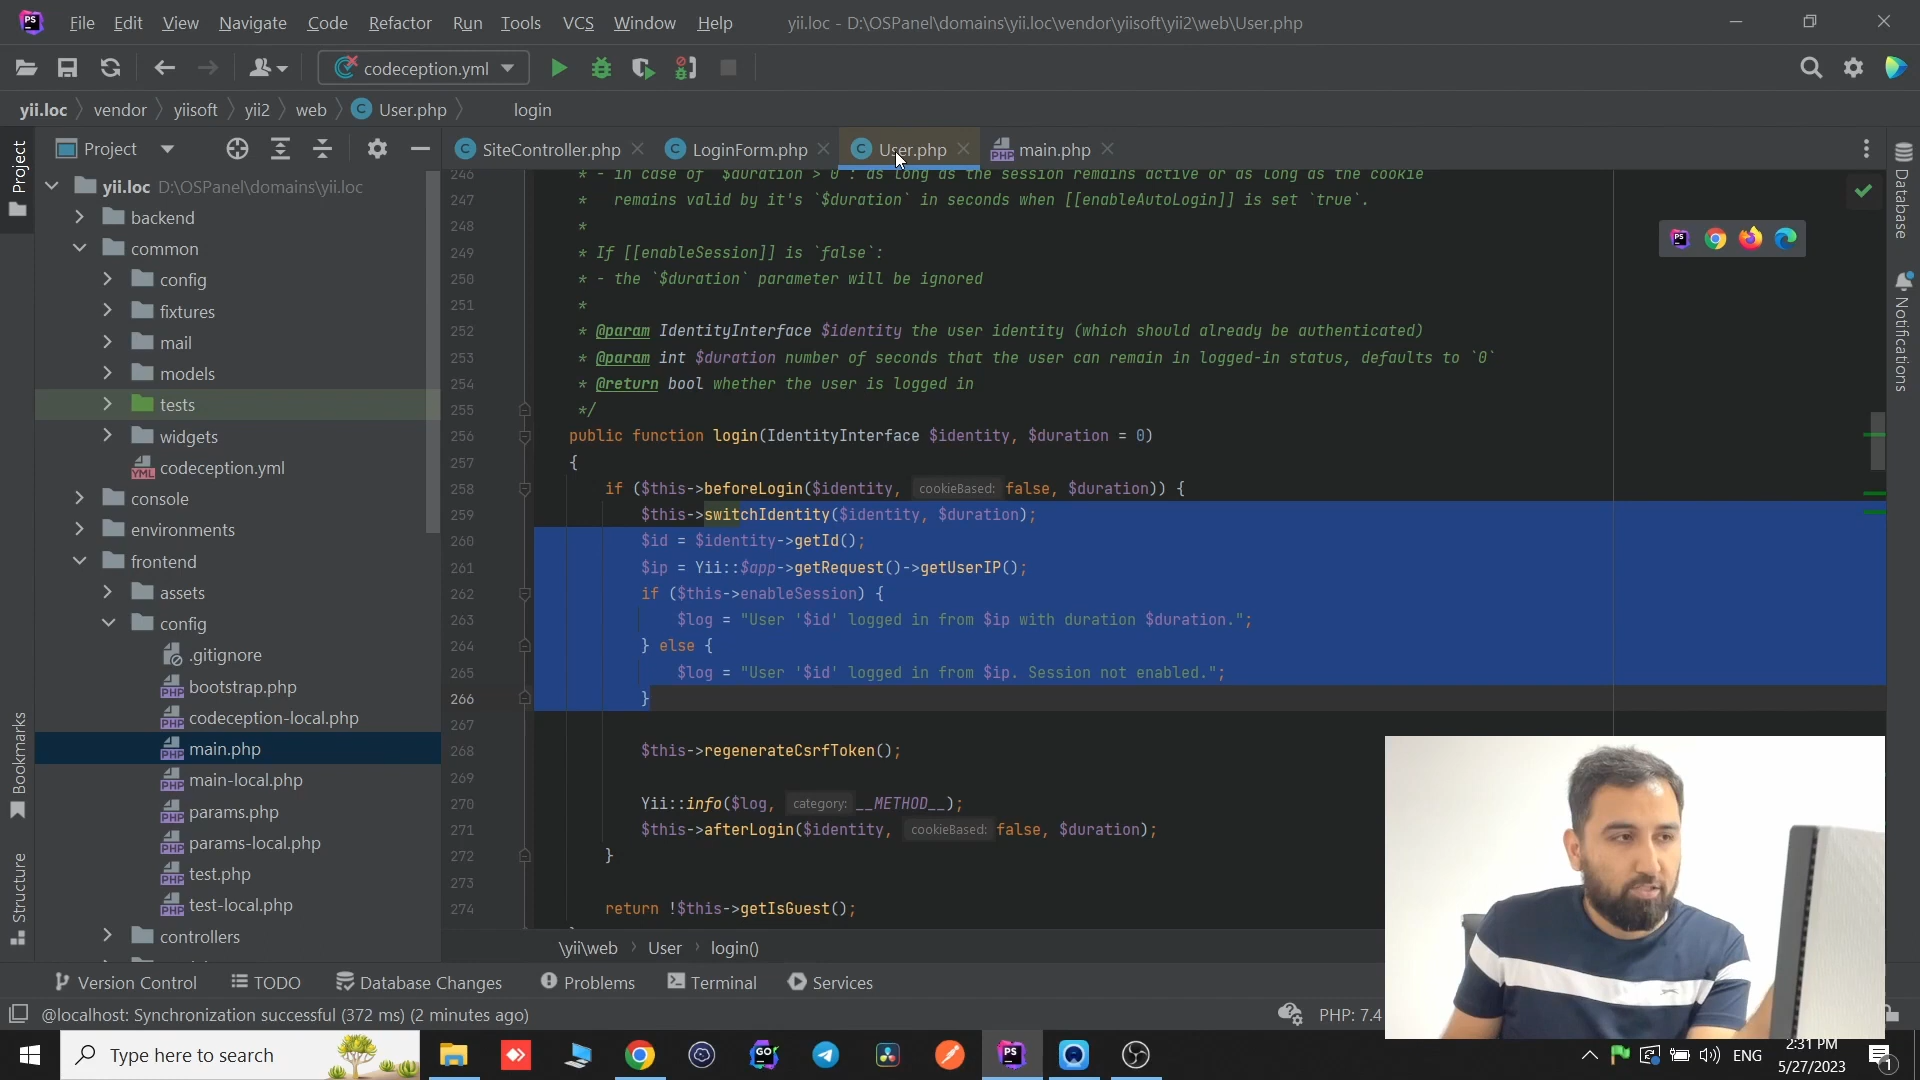 PS File Edit View Navigate Code Refactor Run Tools VCS Window Help yii.loc - D:\OSPanel\domains\yii.loc\vendor\yiisoft\yii2\web\User.php
codeception.yml
yii.loc vendor yiisoft yii2 web C User.php login
Project
Project
C SiteController.php C LoginForm.php C User.php PHP main.php
Database
Notifications
yii.loc D:\OSPanel\domains\yii.loc
backend
common
config
fixtures
mail
models
tests
widgets
YML codeception.yml
console
environments
frontend
assets
config
.gitignore
PHP bootstrap.php
PHP codeception-local.php
PHP main.php
PHP main-local.php
PHP params.php
PHP params-local.php
PHP test.php
PHP test-local.php
controllers
Bookmarks
Structure
246 * - in case of `$duration > 0`: as long as the session remains active or as long as the cookie
247 *   remains valid by it's `$duration` in seconds when [[enableAutoLogin]] is set `true`.
248 *
249 * If [[enableSession]] is `false`:
250 * - the `$duration` parameter will be ignored
251 *
252 * @param IdentityInterface $identity the user identity (which should already be authenticated)
253 * @param int $duration number of seconds that the user can remain in logged-in status, defaults to `0`
254 * @return bool whether the user is logged in
255 */
256 public function login(IdentityInterface $identity, $duration = 0)
257 {
258 if ($this->beforeLogin($identity, cookieBased: false, $duration)) {
259 $this->switchIdentity($identity, $duration);
260 $id = $identity->getId();
261 $ip = Yii::$app->getRequest()->getUserIP();
262 if ($this->enableSession) {
263 $log = "User '$id' logged in from $ip with duration $duration.";
264 } else {
265 $log = "User '$id' logged in from $ip. Session not enabled.";
266 }
267
268 $this->regenerateCsrfToken();
269
270 Yii::info($log, category: __METHOD__);
271 $this->afterLogin($identity, cookieBased: false, $duration);
272 }
273
274 return !$this->getIsGuest();
\yii\web User login()
Version Control TODO Database Changes Problems Terminal Services
@localhost: Synchronization successful (372 ms) (2 minutes ago) PHP: 7.4
Type here to search GO PS ENG
2:31 PM
5/27/2023
1